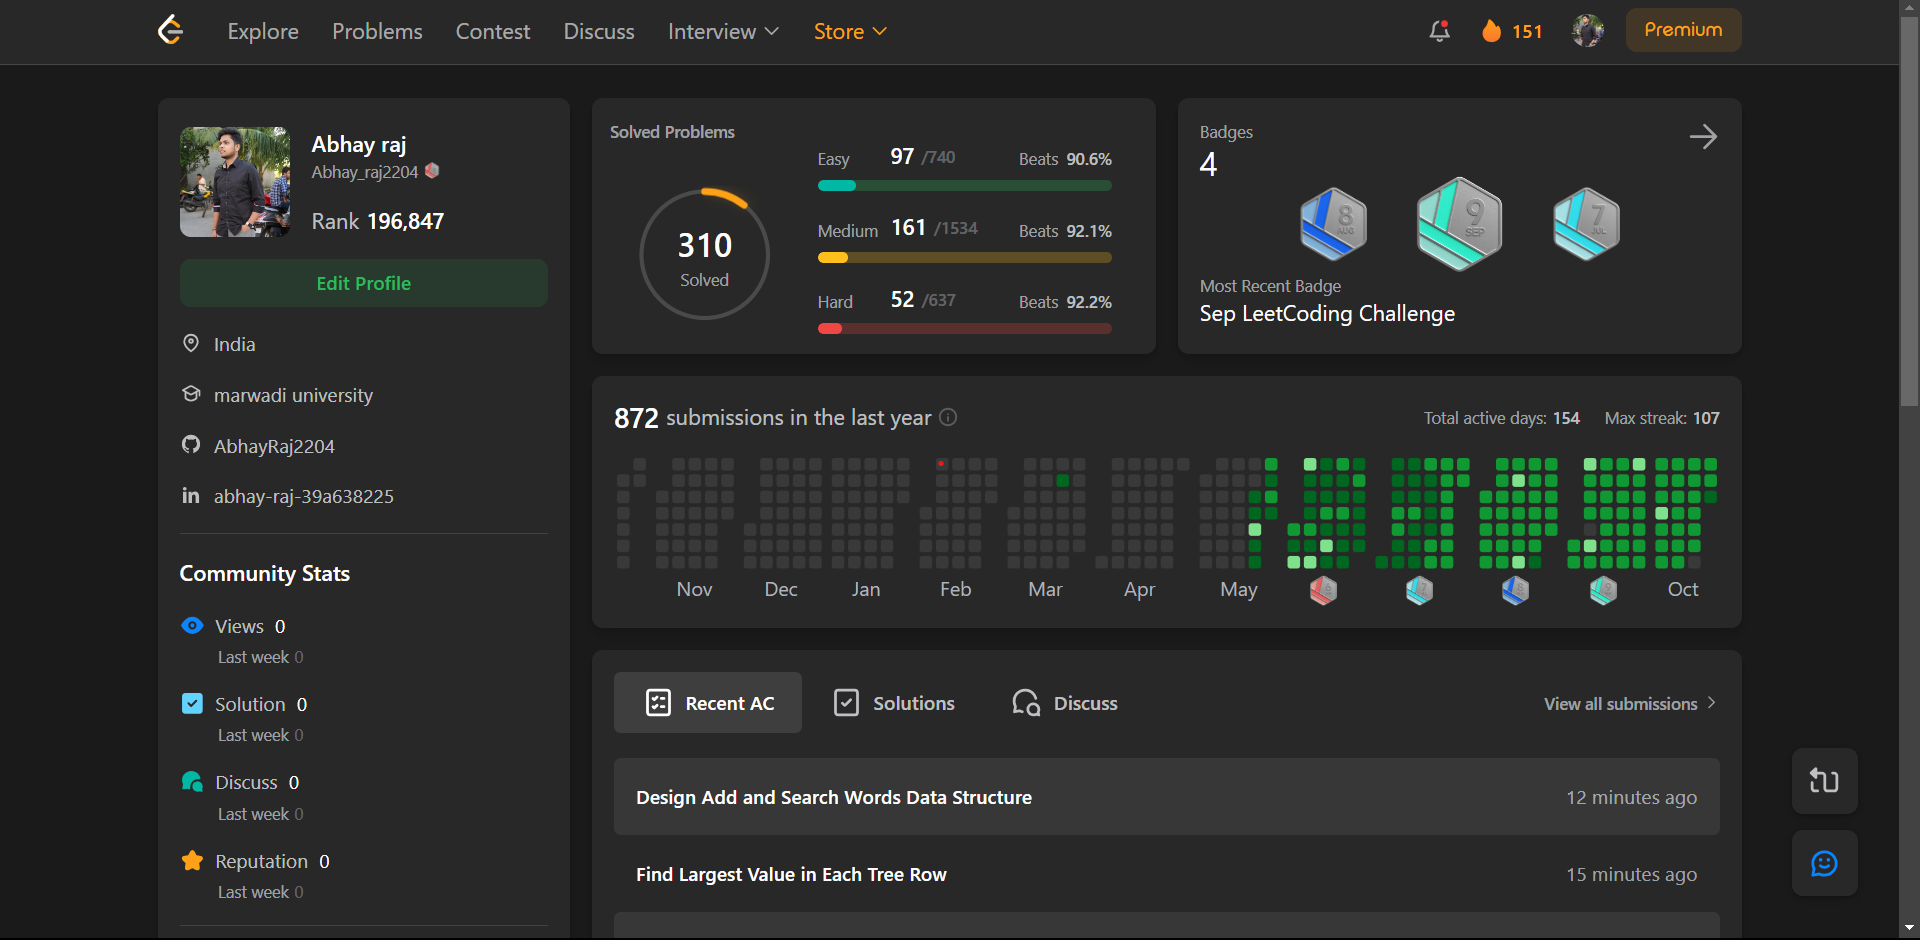 Explore Problems Contest Discuss Interview Store 151 Premium
Abhay raj
Abhay_raj2204
Rank 196,847
Edit Profile
India
marwadi university
AbhayRaj2204
abhay-raj-39a638225
Community Stats
Views 0
Last week 0
Solution 0
Last week 0
Discuss 0
Last week 0
Reputation 0
Last week 0
Solved Problems
310
Solved
Easy 97 /740 Beats 90.6%
Medium 161 /1534 Beats 92.1%
Hard 52 /637 Beats 92.2%
Badges
4
8 AUG
9 SEP
7 JUL
Most Recent Badge
Sep LeetCoding Challenge
872 submissions in the last year Total active days: 154 Max streak: 107
Nov Dec Jan Feb Mar Apr May Oct
Recent AC Solutions Discuss View all submissions
Design Add and Search Words Data Structure 12 minutes ago
Find Largest Value in Each Tree Row 15 minutes ago